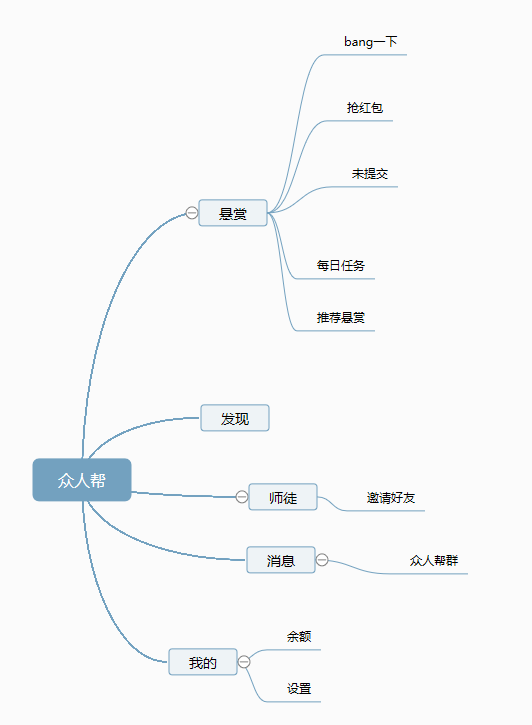 bang一下
抢红包
未提交
悬赏
每日任务
推荐悬赏
发现
众人帮
师徒
邀请好友
消息
众人帮群
余额
我的
设置